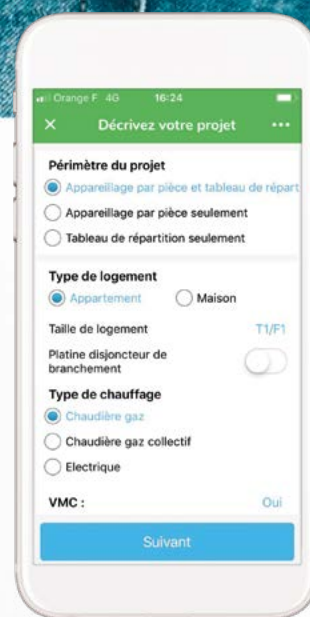 Orange F 4G 16:24
× Décrivez votre projet ...
Périmètre du projet
Appareillage par pièce et tableau de répart
Appareillage par pièce seulement
Tableau de répartition seulement
Type de logement
Appartement Maison
Taille de logement T1/F1
Platine disjoncteur de
branchement
Type de chauffage
Chaudière gaz
Chaudière gaz collectif
Electrique
VMC : Oui
Suivant